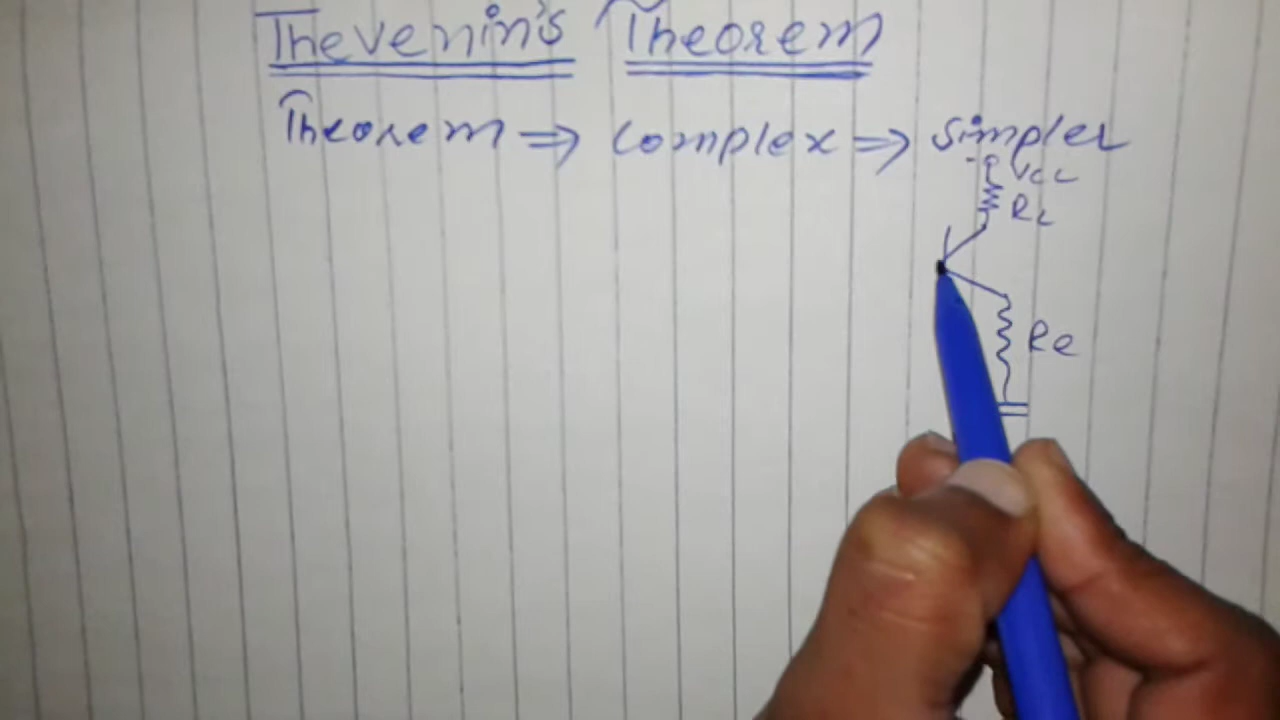 Thevenin's Theorem
Theorem ⇒ Complex ⇒ Simpler
Vcc
Rc
Re